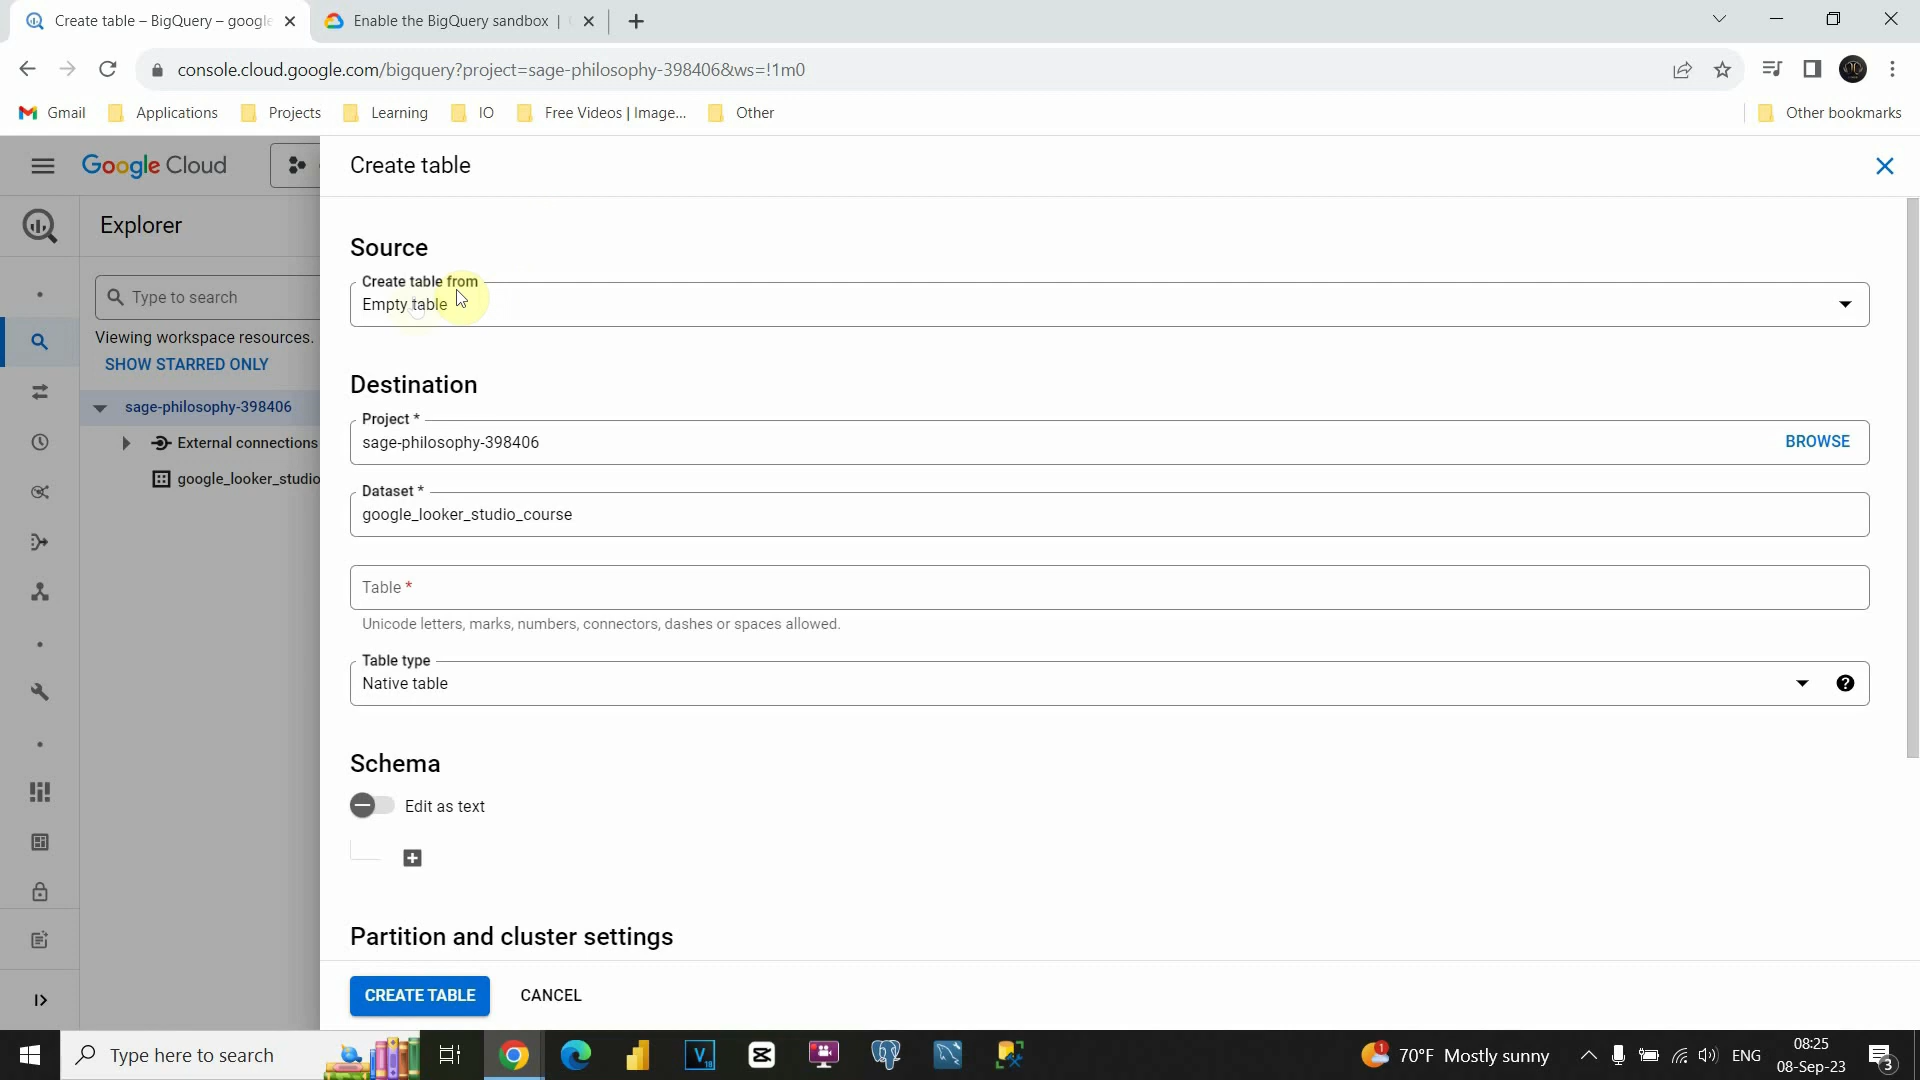 Create table – BigQuery – google
Enable the BigQuery sandbox |
console.cloud.google.com/bigquery?project=sage-philosophy-398406&ws=!1m0
Gmail
Applications
Projects
Learning
IO
Free Videos | Image...
Other
Other bookmarks
Google Cloud
Create table
Explorer
Type to search
Viewing workspace resources.
SHOW STARRED ONLY
sage-philosophy-398406
External connections
google_looker_studio
Source
Create table from
Empty table
Destination
Project *
sage-philosophy-398406
BROWSE
Dataset *
google_looker_studio_course
Table *
Unicode letters, marks, numbers, connectors, dashes or spaces allowed.
Table type
Native table
Schema
Edit as text
Partition and cluster settings
CREATE TABLE
CANCEL
Type here to search
70°F Mostly sunny
ENG
08:25
08-Sep-23
3